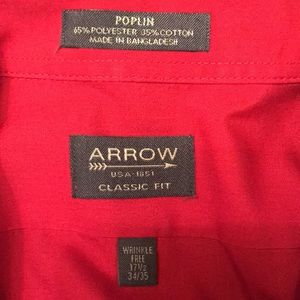 POPLIN
65% POLYESTER 35% COTTON
MADE IN BANGLADESH
ARROW
USA-1851
CLASSIC FIT
WRINKLE
FREE
17½
34/35